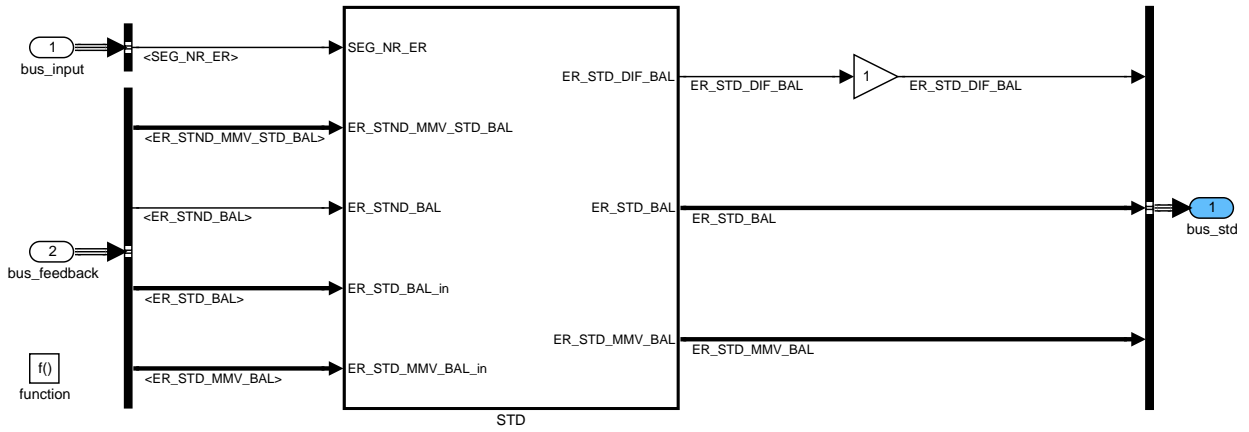 1
bus_input
<SEG_NR_ER>
SEG_NR_ER
ER_STD_DIF_BAL
ER_STD_DIF_BAL
1
ER_STD_DIF_BAL
<ER_STND_MMV_STD_BAL>
ER_STND_MMV_STD_BAL
<ER_STND_BAL>
ER_STND_BAL
ER_STD_BAL
ER_STD_BAL
1
bus_std
2
bus_feedback
<ER_STD_BAL>
ER_STD_BAL_in
ER_STD_MMV_BAL
ER_STD_MMV_BAL
f()
function
<ER_STD_MMV_BAL>
ER_STD_MMV_BAL_in
STD